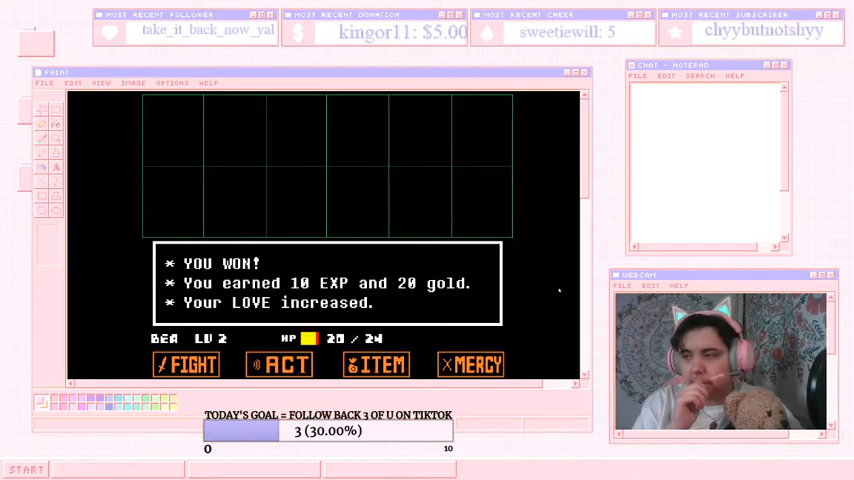 MOST RECENT FOLLOWER
take_it_back_now_yal
MOST RECENT DONATION
kingor11: $5.00
MOST RECENT CHEER
sweetiewill: 5
MOST RECENT SUBSCRIBER
chyybutnotshyy
PAINT
FILE EDIT VIEW IMAGE OPTIONS HELP
CHAT - NOTEPAD
FILE EDIT SEARCH HELP
* YOU WON!
* You earned 10 EXP and 20 gold.
* Your LOVE increased.
BEA LV 2 HP 20 / 24
FIGHT ACT ITEM MERCY
WEBCAM
FILE EDIT HELP
TODAY'S GOAL = FOLLOW BACK 3 OF U ON TIKTOK
3 (30.00%)
0 10
START